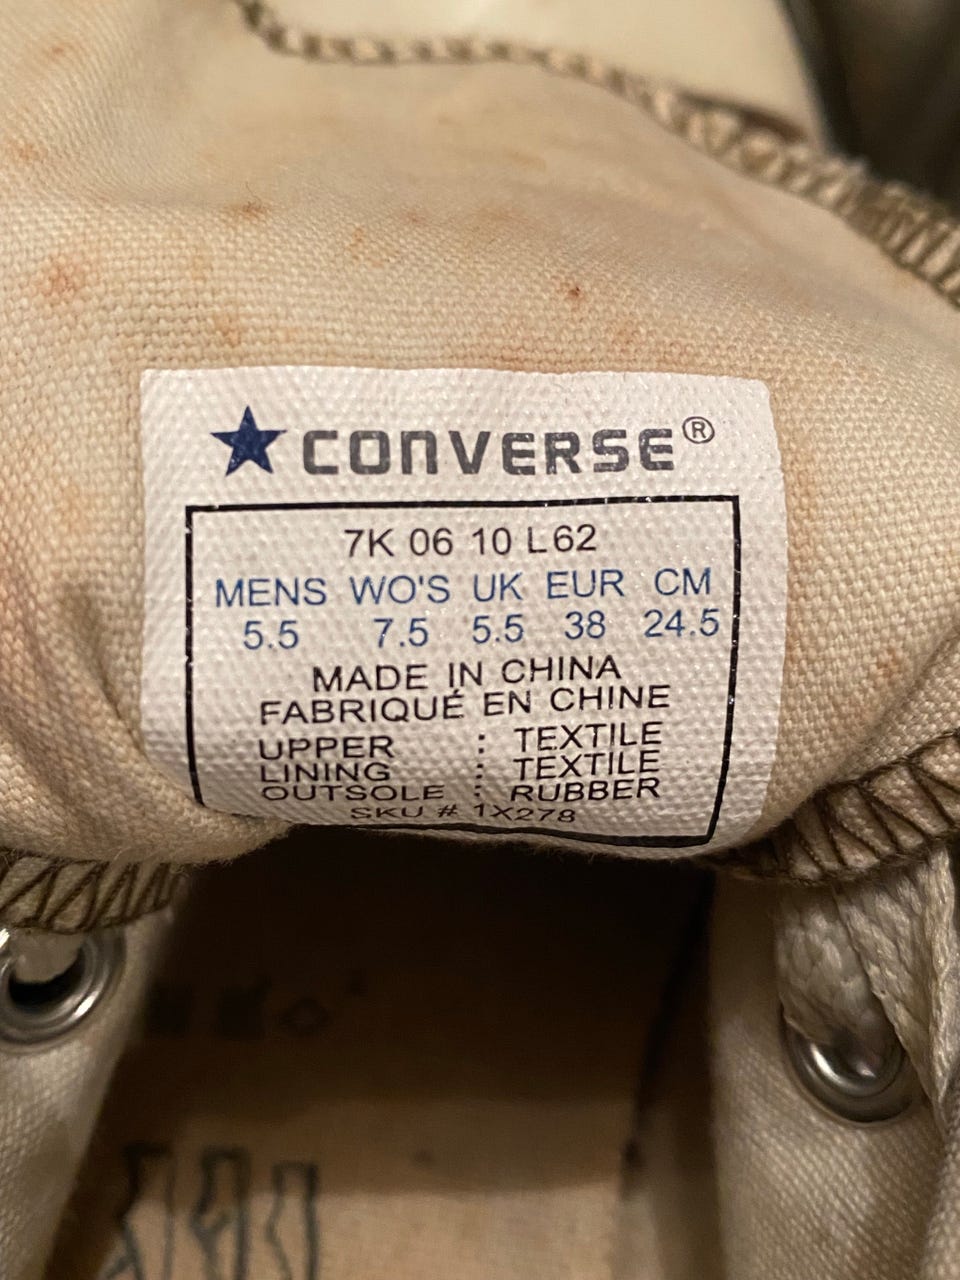 CONVERSE®
7K 06 10 L62
MENS WO'S UK EUR CM
5.5 7.5 5.5 38 24.5
MADE IN CHINA
FABRIQUÉ EN CHINE
UPPER : TEXTILE
LINING : TEXTILE
OUTSOLE : RUBBER
SKU # 1X278